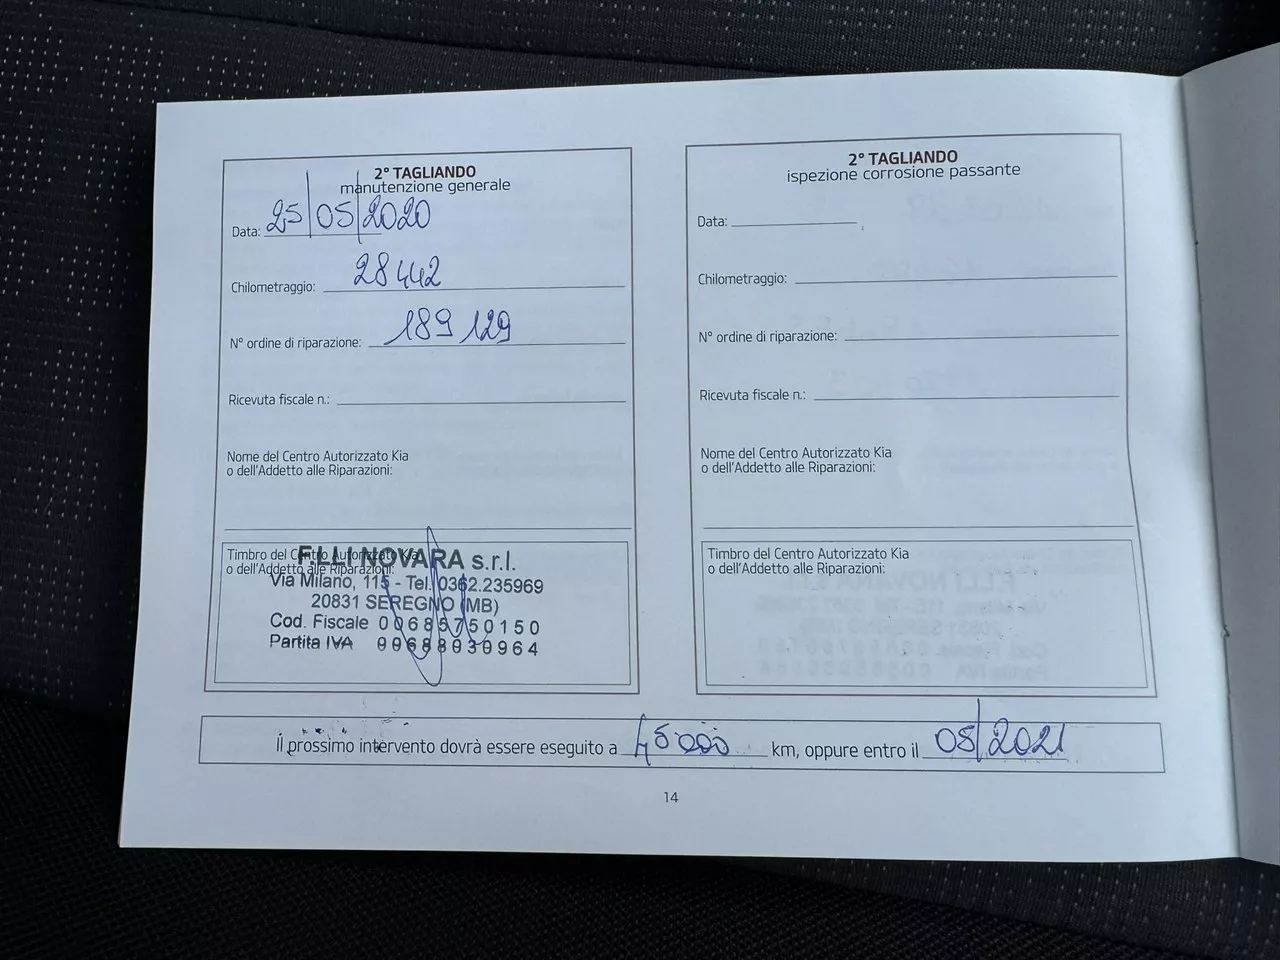 2° TAGLIANDO
manutenzione generale
Data: 25/05/2020
Chilometraggio: 28442
N° ordine di riparazione: 189129
Ricevuta fiscale n.:
Nome del Centro Autorizzato Kia
o dell'Addetto alle Riparazioni:
Timbro del Centro Autorizzato Kia
o dell'Addetto alle Riparazioni:
F.LLI NOVARA s.r.l.
Via Milano, 115 - Tel. 0362.235969
20831 SEREGNO (MB)
Cod. Fiscale 00685750150
Partita IVA 00688030964
2° TAGLIANDO
ispezione corrosione passante
Data:
Chilometraggio:
N° ordine di riparazione:
Ricevuta fiscale n.:
Nome del Centro Autorizzato Kia
o dell'Addetto alle Riparazioni:
Timbro del Centro Autorizzato Kia
o dell'Addetto alle Riparazioni:
Il prossimo intervento dovrà essere eseguito a 45000 km, oppure entro il 05/2021
14